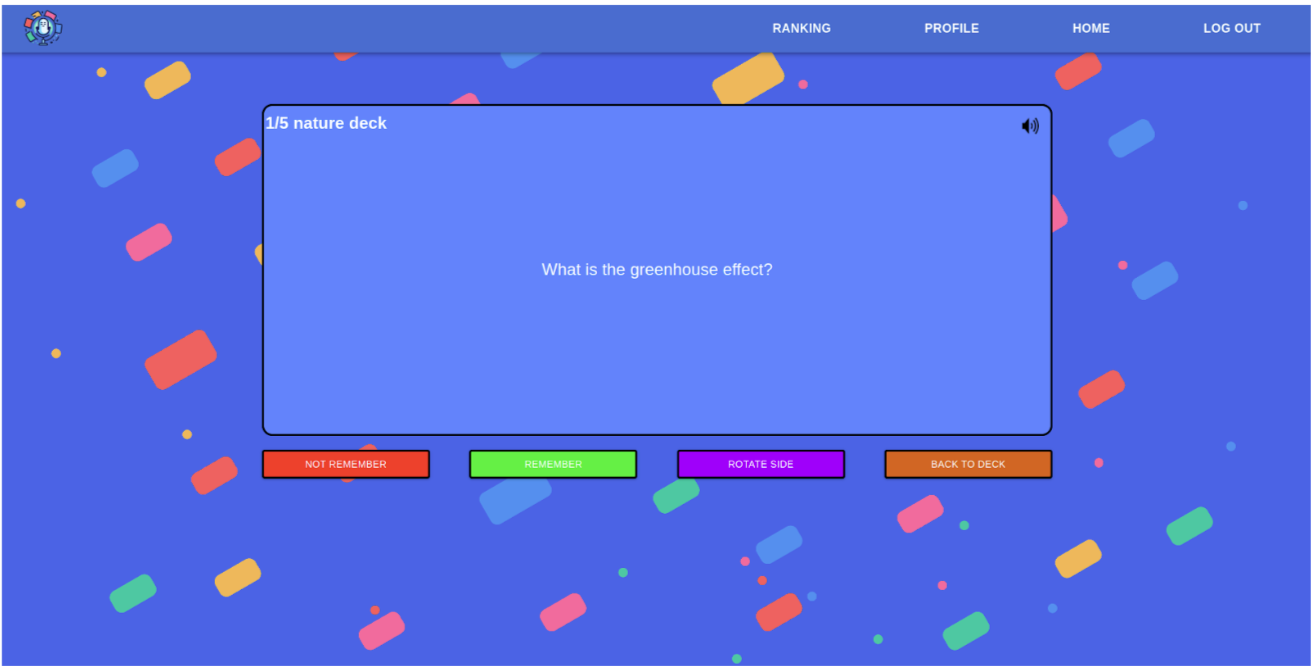 RANKING PROFILE HOME LOG OUT
1/5 nature deck
What is the greenhouse effect?
NOT REMEMBER REMEMBER ROTATE SIDE BACK TO DECK